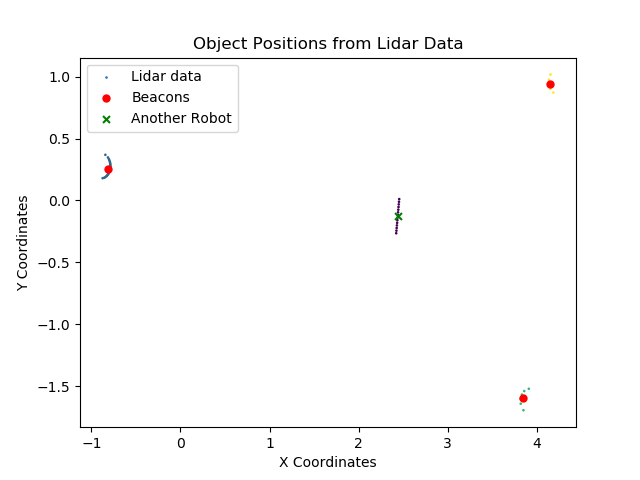 Object Positions from Lidar Data
Lidar data
Beacons
Another Robot
1.0
0.5
0.0
−0.5
−1.0
−1.5
Y Coordinates
−1 0 1 2 3 4
X Coordinates